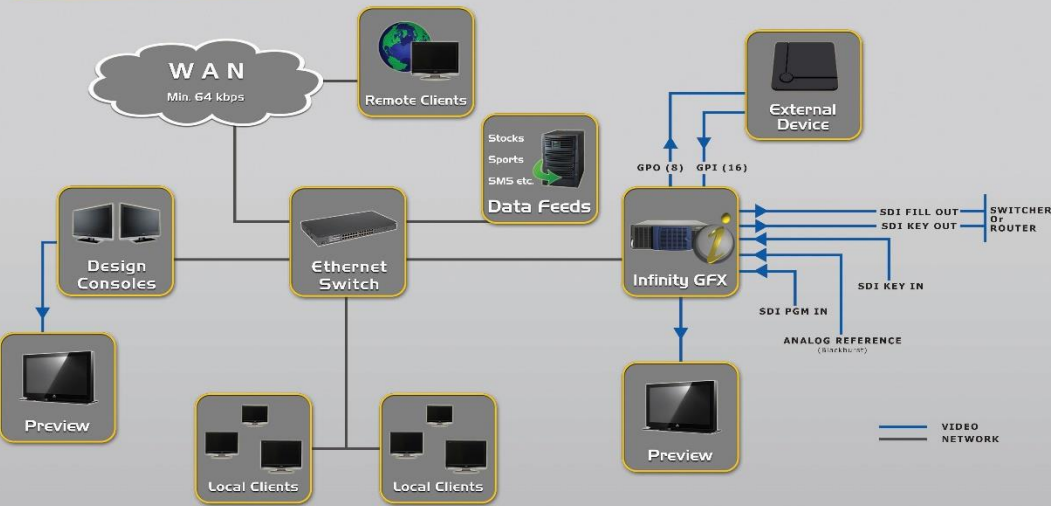 WAN
Min. 64 kbps
Remote Clients
External
Device
Stocks
Sports
SMS etc.
Data Feeds
GPO (8) GPI (16)
Design
Consoles
Ethernet
Switch
Infinity GFX
SDI FILL OUT
SDI KEY OUT
SWITCHER
Or
ROUTER
SDI KEY IN
SDI PGM IN
ANALOG REFERENCE
(Blackburst)
Preview
Local Clients
Local Clients
Preview
VIDEO
NETWORK